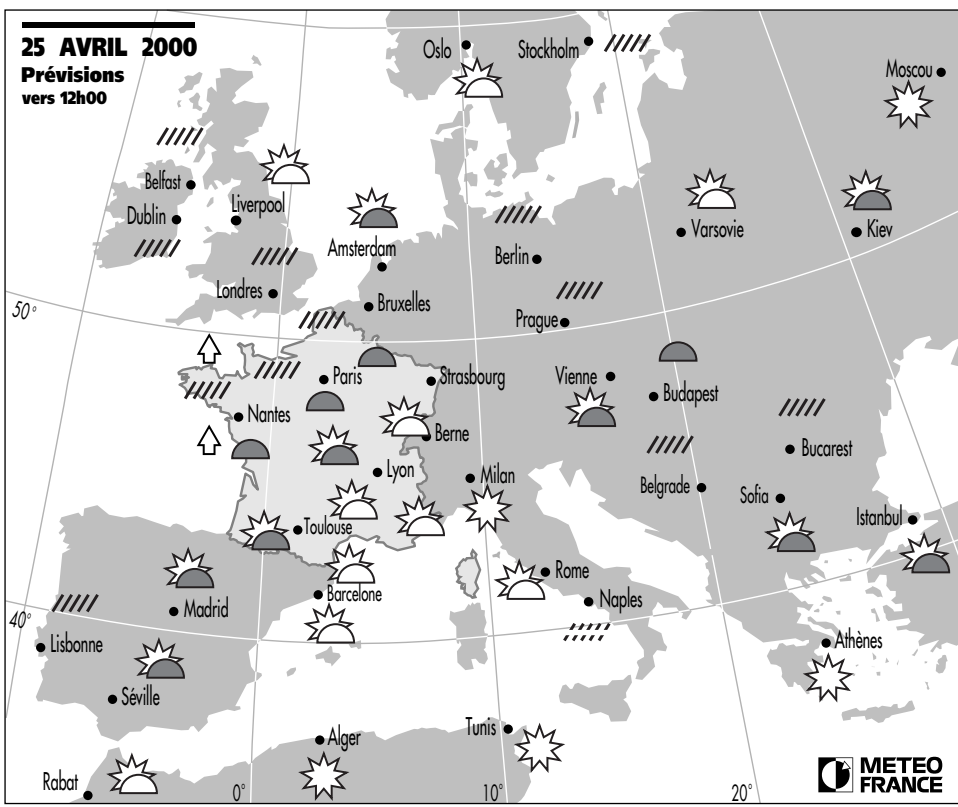 25 AVRIL 2000
Prévisions
vers 12h00
Oslo
Stockholm
Moscou
Belfast
Dublin
Liverpool
Amsterdam
Varsovie
Kiev
Berlin
Londres
Bruxelles
50°
Prague
Paris
Strasbourg
Vienne
Budapest
Nantes
Berne
Bucarest
Lyon
Milan
Belgrade
Sofia
Istanbul
Toulouse
Rome
Barcelone
Naples
Madrid
40°
Lisbonne
Athènes
Séville
Tunis
Alger
Rabat
0°
10°
20°
METEO
FRANCE